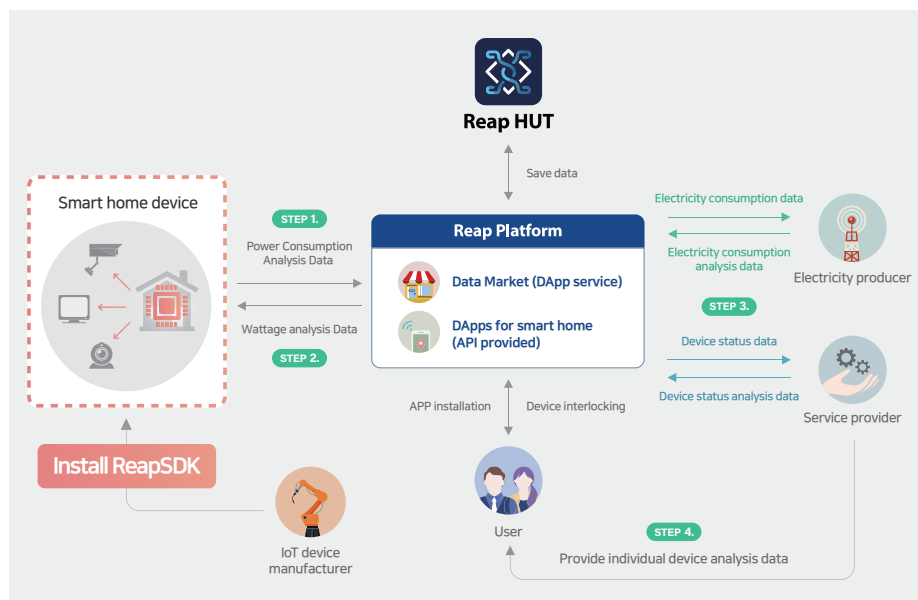 Reap HUT
Save data
Smart home device
STEP 1.
Power Consumption
Analysis Data
Wattage analysis Data
STEP 2.
Reap Platform
Data Market (DApp service)
DApps for smart home
(API provided)
Electricity consumption data
Electricity consumption
analysis data
Electricity producer
STEP 3.
Device status data
Device status analysis data
Service provider
APP installation
Device interlocking
Install ReapSDK
IoT device
manufacturer
User
STEP 4.
Provide individual device analysis data